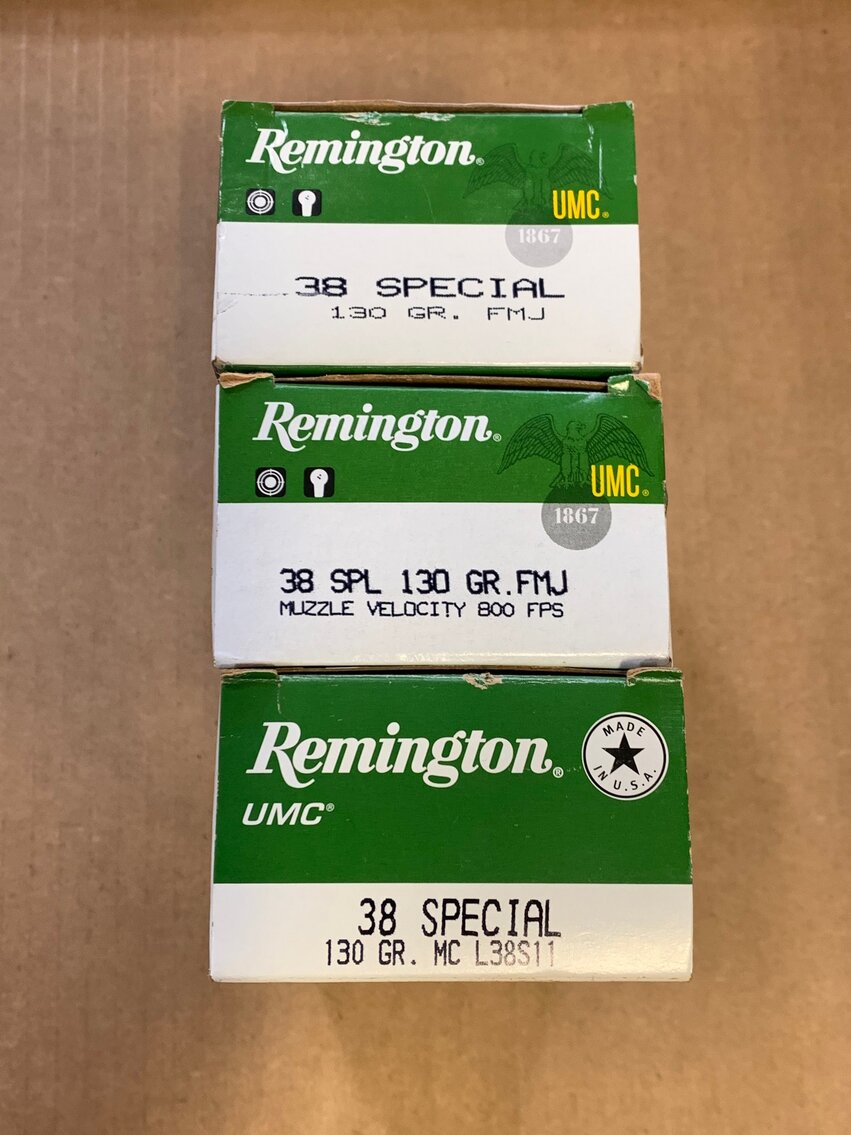 Remington®
UMC®
1867
38 SPECIAL
130 GR. FMJ
Remington®
UMC®
1867
38 SPL 130 GR.FMJ
MUZZLE VELOCITY 800 FPS
Remington®
MADE IN U.S.A.
UMC®
38 SPECIAL
130 GR. MC L38S11